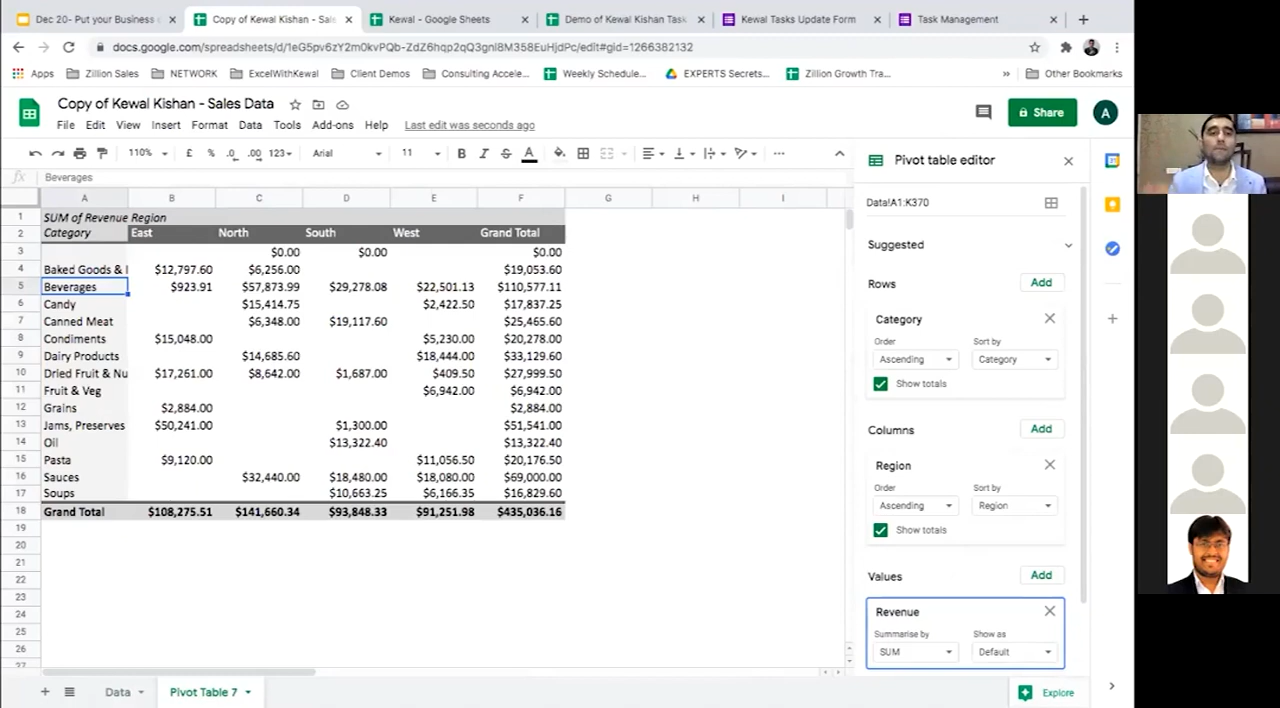 Dec 20- Put your Business
Copy of Kewal Kishan - Sal
Kewal - Google Sheets
Demo of Kewal Kishan Task
Kewal Tasks Update Form
Task Management
docs.google.com/spreadsheets/d/1eG5pv6zY2m0kvPQb-ZdZ6hqp2qQ3gnl8M358EuHjdPc/edit#gid=1266382132
Apps Zillion Sales NETWORK ExcelWithKewal Client Demos Consulting Accele... Weekly Schedule... EXPERTS Secrets... Zillion Growth Tra... » Other Bookmarks
Copy of Kewal Kishan - Sales Data
Share
A
File Edit View Insert Format Data Tools Add-ons Help Last edit was seconds ago
110% £ % .0 .00 123 Arial 11 B I S A
fx Beverages
A B C D E F G H I
1 SUM of Revenue Region
2 Category East North South West Grand Total
3 $0.00 $0.00 $0.00
4 Baked Goods & I $12,797.60 $6,256.00 $19,053.60
5 Beverages $923.91 $57,873.99 $29,278.08 $22,501.13 $110,577.11
6 Candy $15,414.75 $2,422.50 $17,837.25
7 Canned Meat $6,348.00 $19,117.60 $25,465.60
8 Condiments $15,048.00 $5,230.00 $20,278.00
9 Dairy Products $14,685.60 $18,444.00 $33,129.60
10 Dried Fruit & Nu $17,261.00 $8,642.00 $1,687.00 $409.50 $27,999.50
11 Fruit & Veg $6,942.00 $6,942.00
12 Grains $2,884.00 $2,884.00
13 Jams, Preserves $50,241.00 $1,300.00 $51,541.00
14 Oil $13,322.40 $13,322.40
15 Pasta $9,120.00 $11,056.50 $20,176.50
16 Sauces $32,440.00 $18,480.00 $18,080.00 $69,000.00
17 Soups $10,663.25 $6,166.35 $16,829.60
18 Grand Total $108,275.51 $141,660.34 $93,848.33 $91,251.98 $435,036.16
19
20
21
22
23
24
25
26
27
Pivot table editor
Data!A1:K370
Suggested
Rows Add
Category
Order Sort by
Ascending Category
Show totals
Columns Add
Region
Order Sort by
Ascending Region
Show totals
Values Add
Revenue
Summarise by Show as
SUM Default
Data Pivot Table 7
Explore